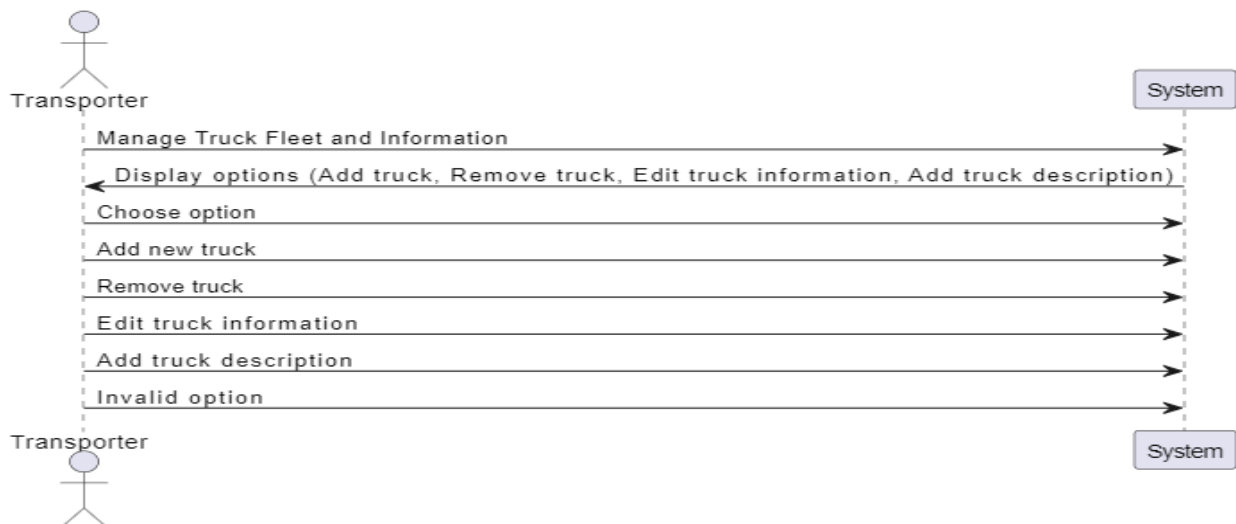 Transporter
System
Manage Truck Fleet and Information
Display options (Add truck, Remove truck, Edit truck information, Add truck description)
Choose option
Add new truck
Remove truck
Edit truck information
Add truck description
Invalid option
Transporter
System